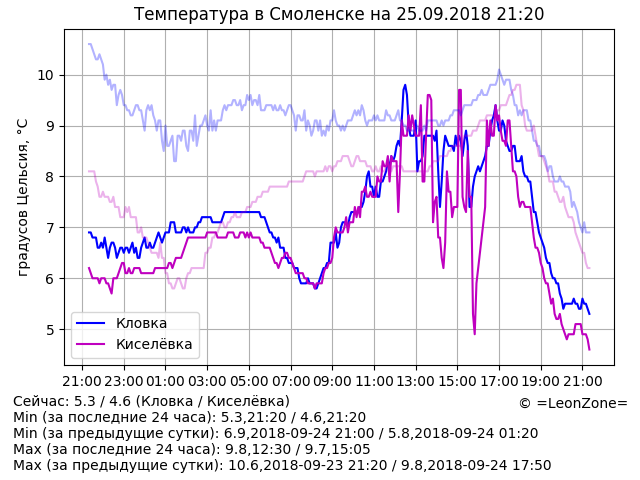 Температура в Смоленске на 25.09.2018 21:20
градусов Цельсия, °C
10
9
8
7
6
5
Кловка
Киселёвка
21:00 23:00 01:00 03:00 05:00 07:00 09:00 11:00 13:00 15:00 17:00 19:00 21:00
Сейчас: 5.3 / 4.6 (Кловка / Киселёвка)
© =LeonZone=
Min (за последние 24 часа): 5.3,21:20 / 4.6,21:20
Min (за предыдущие сутки): 6.9,2018-09-24 21:00 / 5.8,2018-09-24 01:20
Max (за последние 24 часа): 9.8,12:30 / 9.7,15:05
Max (за предыдущие сутки): 10.6,2018-09-23 21:20 / 9.8,2018-09-24 17:50